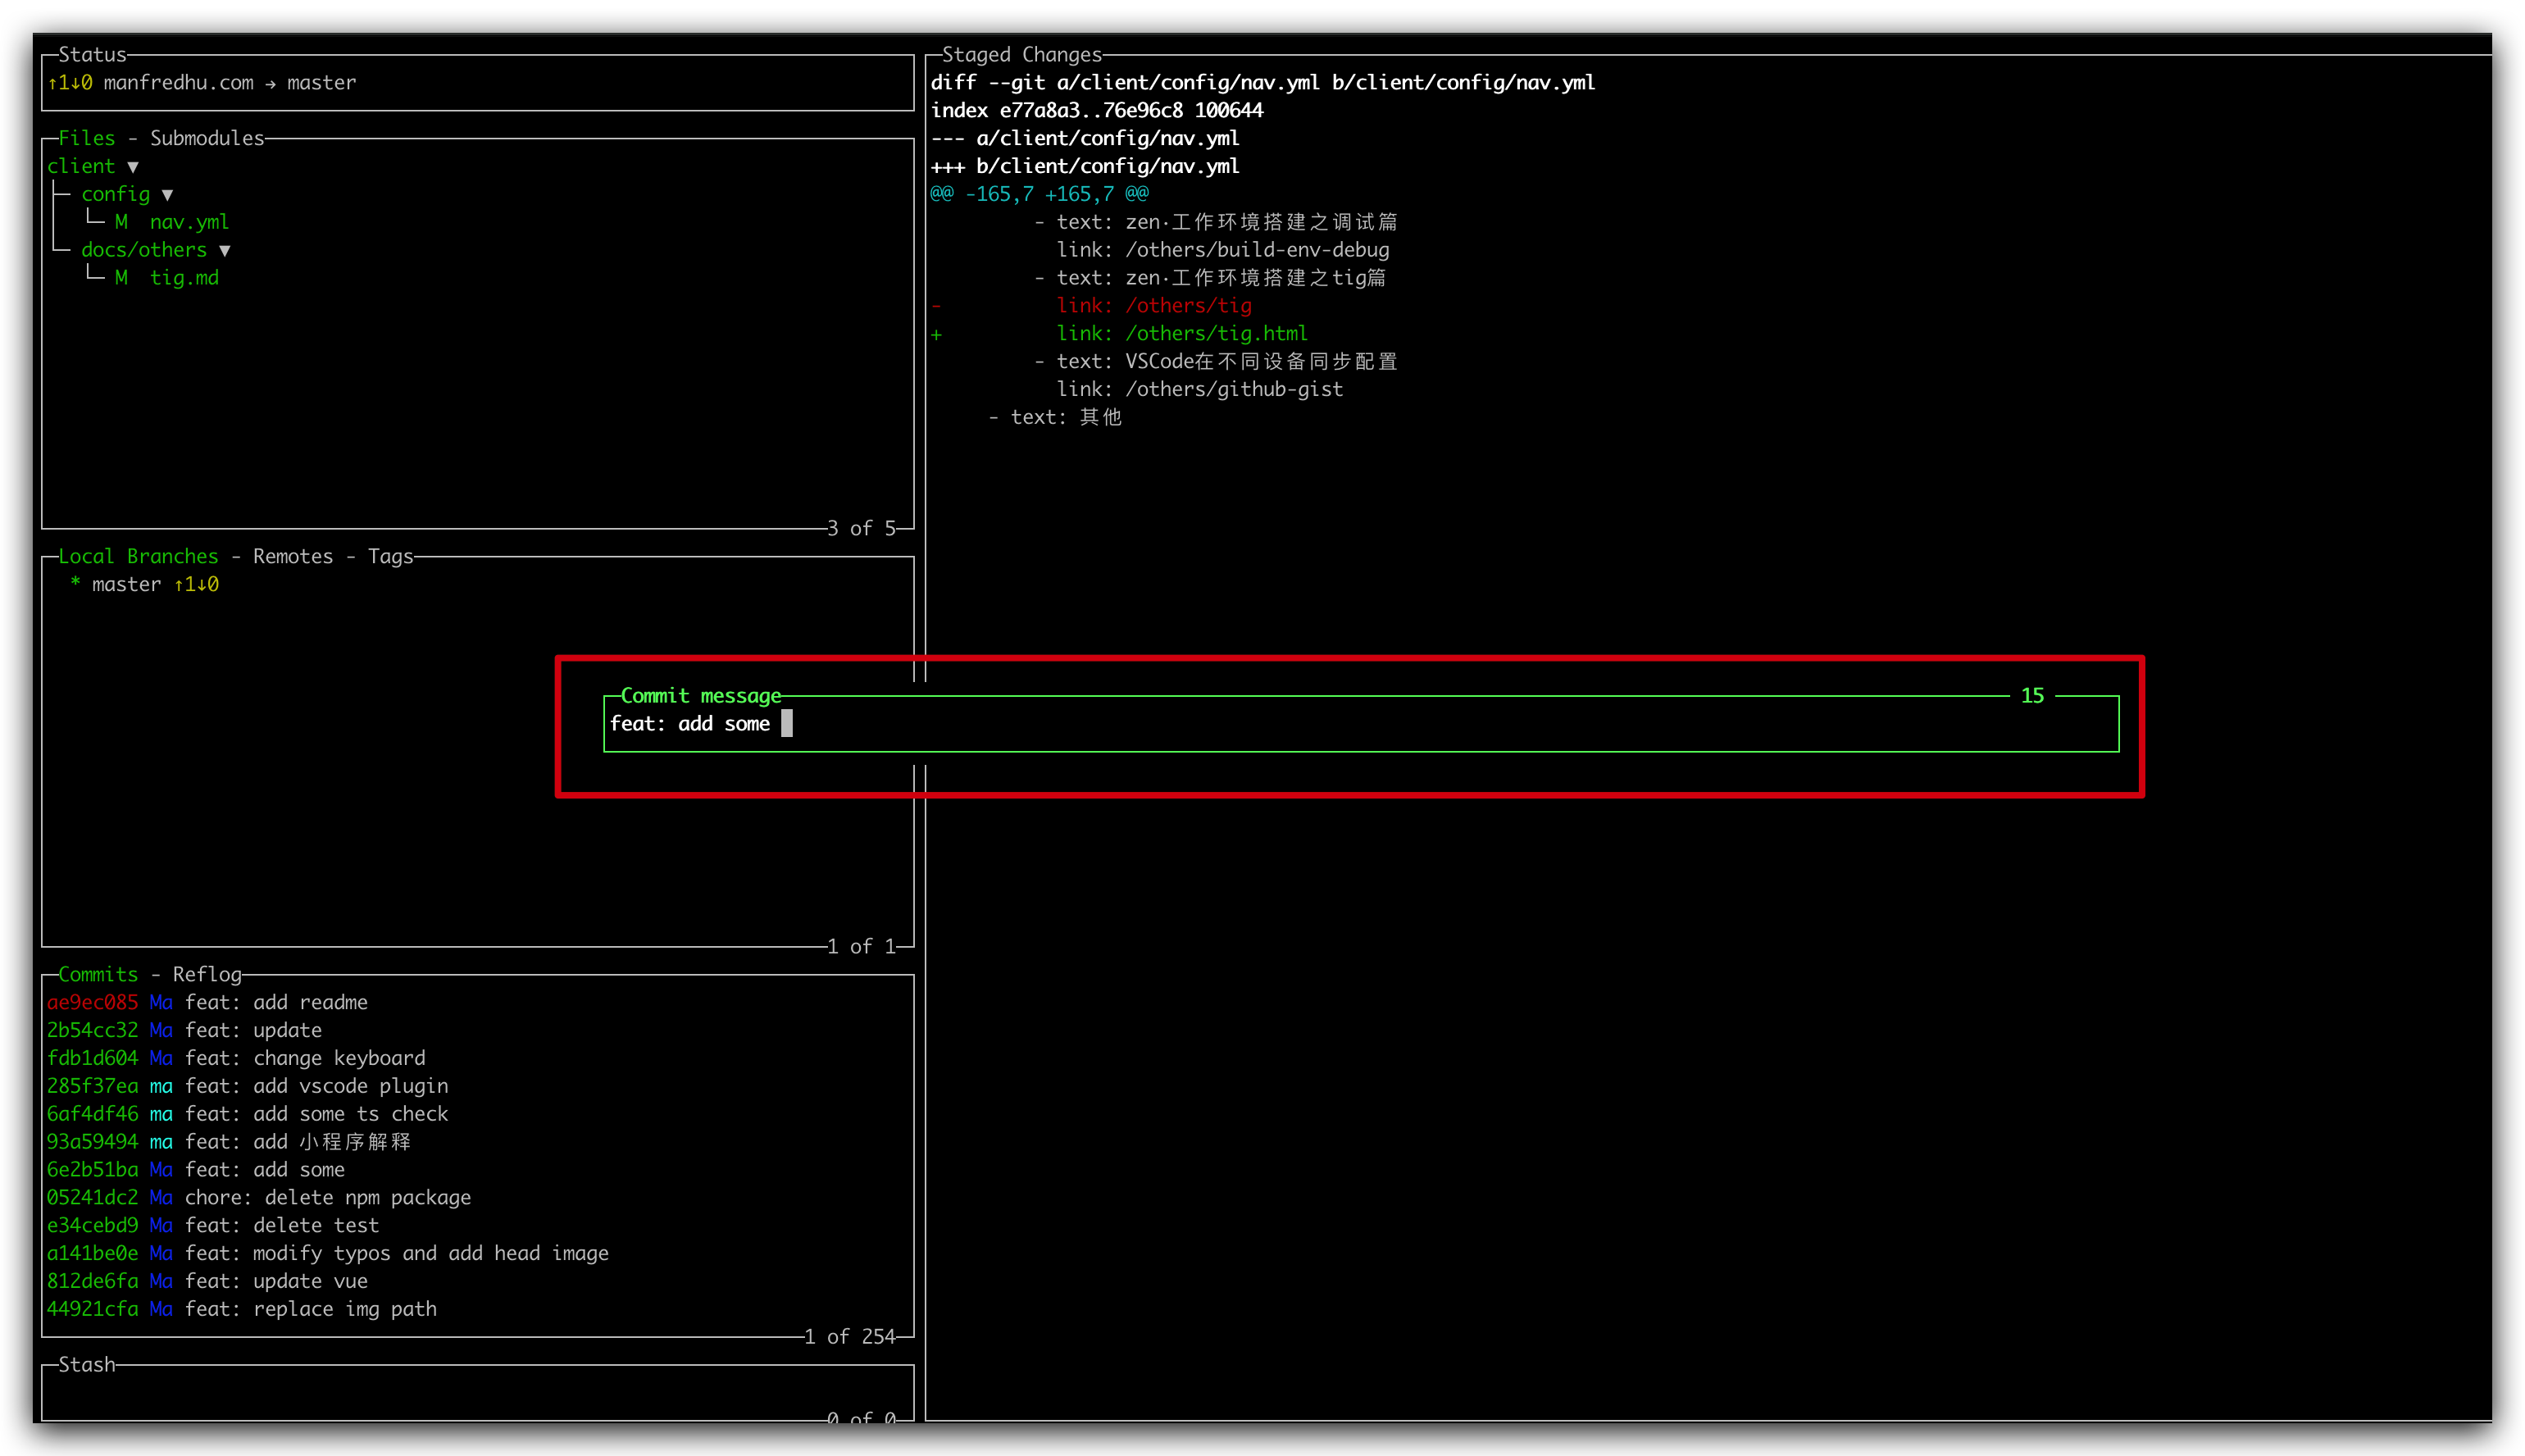 Status
↑1↓0 manfredhu.com → master
Files - Submodules
client ▼
config ▼
M nav.yml
docs/others ▼
M tig.md
3 of 5
Local Branches - Remotes - Tags
* master ↑1↓0
1 of 1
Commits - Reflog
ae9ec085 Ma feat: add readme
2b54cc32 Ma feat: update
fdb1d604 Ma feat: change keyboard
285f37ea ma feat: add vscode plugin
6af4df46 ma feat: add some ts check
93a59494 ma feat: add 小程序解释
6e2b51ba Ma feat: add some
05241dc2 Ma chore: delete npm package
e34cebd9 Ma feat: delete test
a141be0e Ma feat: modify typos and add head image
812de6fa Ma feat: update vue
44921cfa Ma feat: replace img path
1 of 254
Stash
0 of 0
Staged Changes
diff --git a/client/config/nav.yml b/client/config/nav.yml
index e77a8a3..76e96c8 100644
--- a/client/config/nav.yml
+++ b/client/config/nav.yml
@@ -165,7 +165,7 @@
- text: zen·工作环境搭建之调试篇
link: /others/build-env-debug
- text: zen·工作环境搭建之tig篇
- link: /others/tig
+ link: /others/tig.html
- text: VSCode在不同设备同步配置
link: /others/github-gist
- text: 其他
Commit message 15
feat: add some